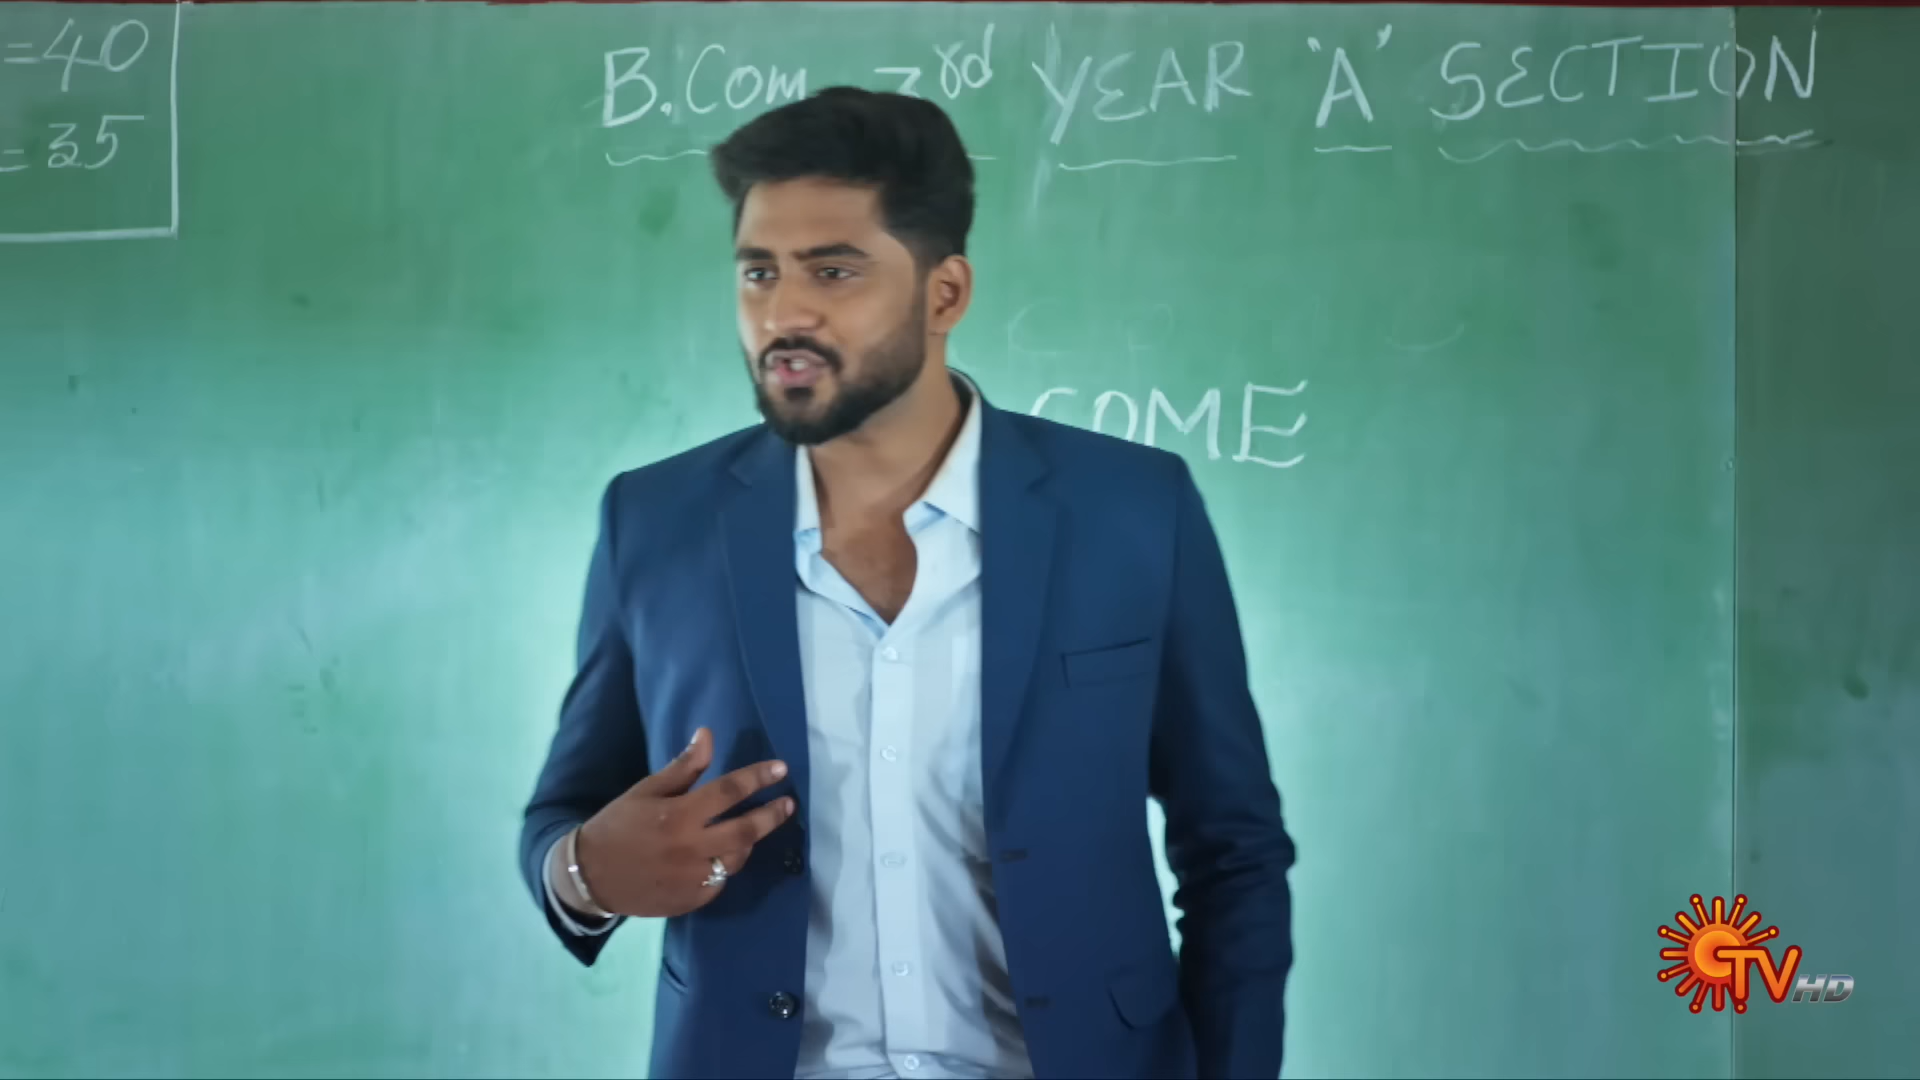 =40
=35
B.Com 3rd YEAR 'A' SECTION
COME
TV HD